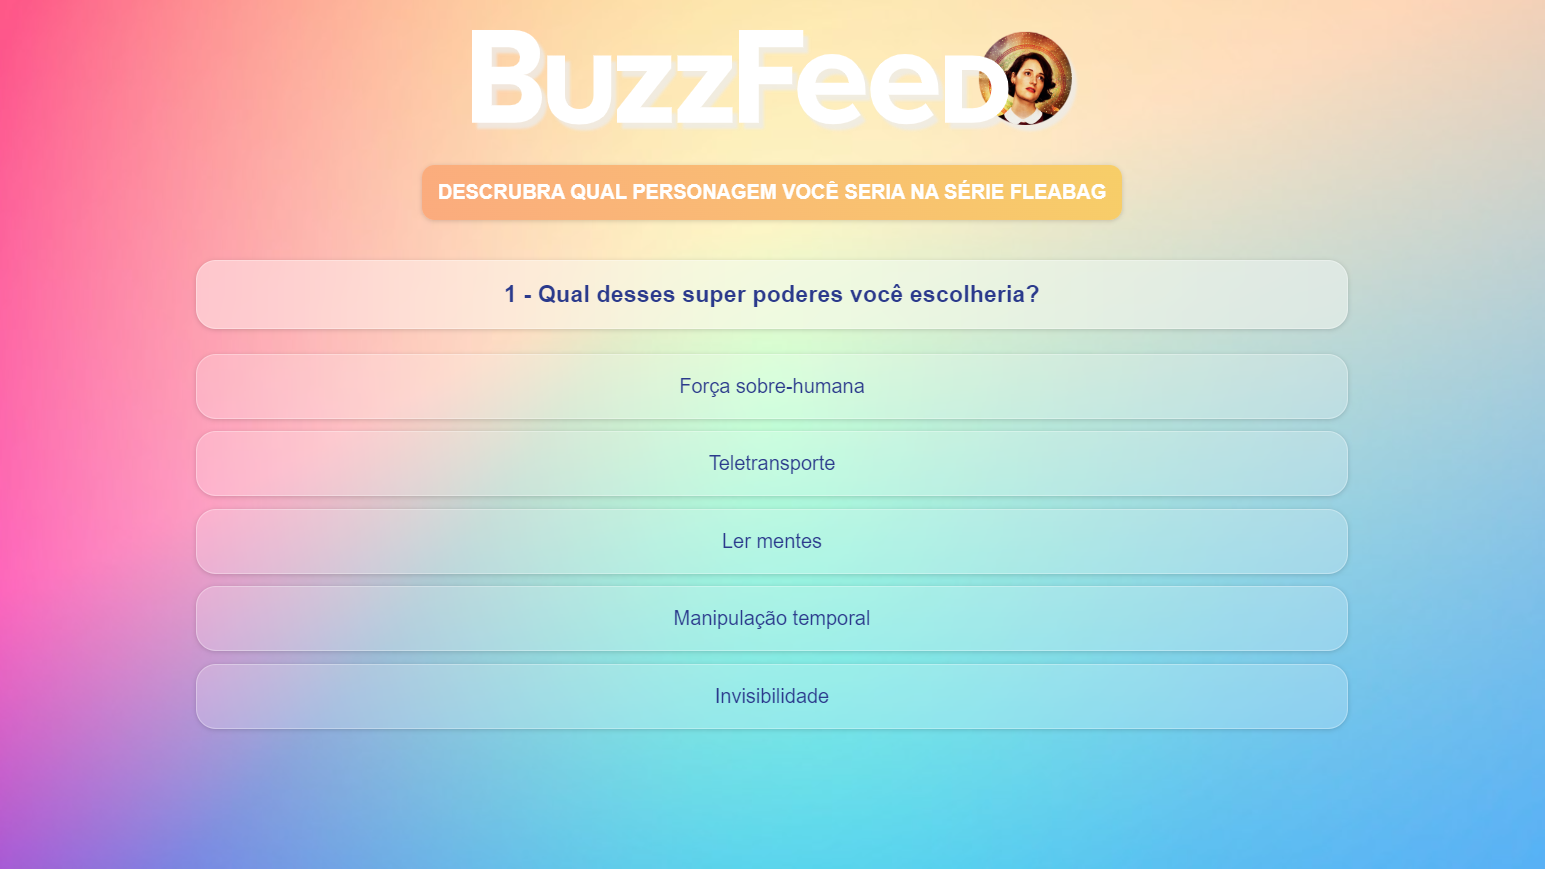 BuzzFeed
DESCRUBRA QUAL PERSONAGEM VOCÊ SERIA NA SÉRIE FLEABAG
1 - Qual desses super poderes você escolheria?
Força sobre-humana
Teletransporte
Ler mentes
Manipulação temporal
Invisibilidade